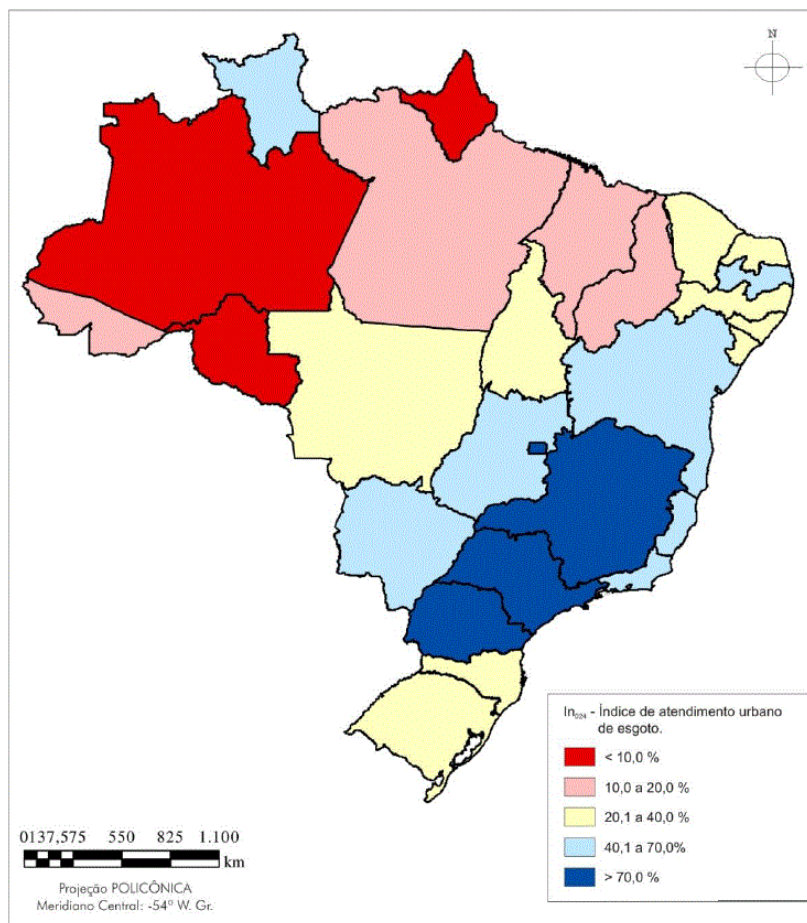 N
In024 - Índice de atendimento urbano
de esgoto.
< 10,0 %
10,0 a 20,0 %
20,1 a 40,0 %
40,1 a 70,0%
> 70,0 %
0137,575 550 825 1.100
km
Projeção POLICÔNICA
Meridiano Central: -54º W. Gr.